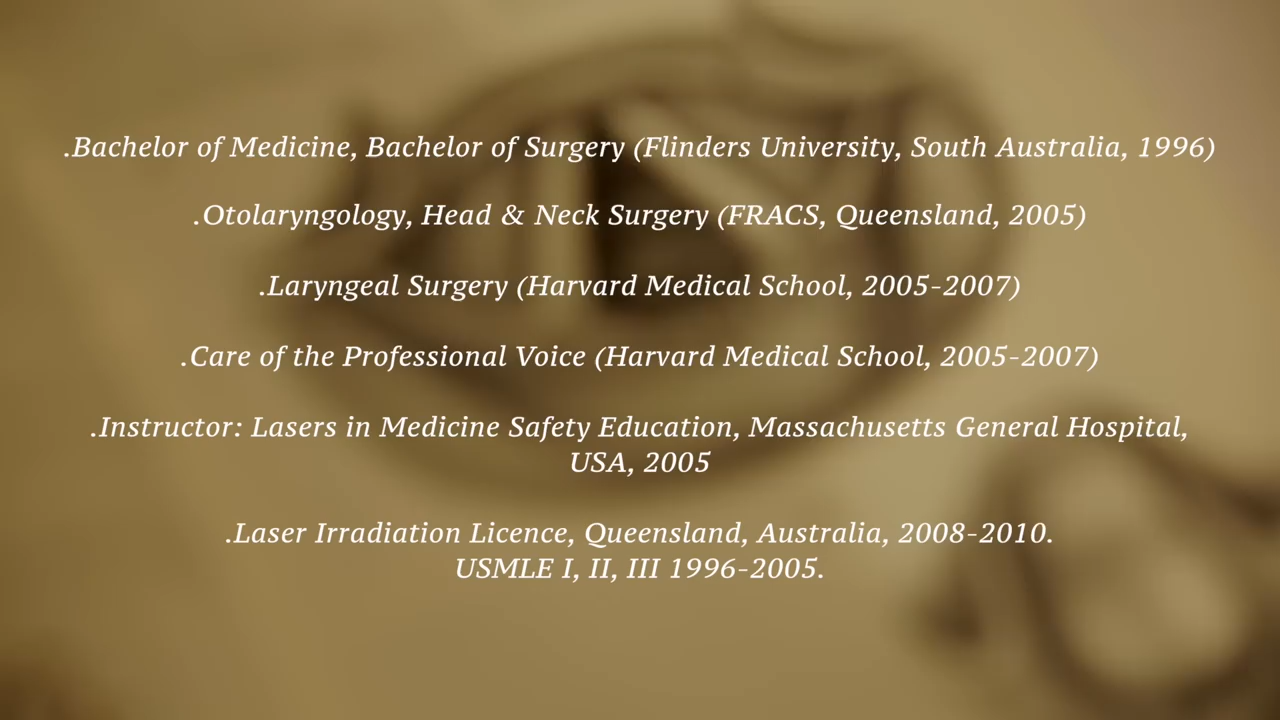 .Bachelor of Medicine, Bachelor of Surgery (Flinders University, South Australia, 1996)
.Otolaryngology, Head & Neck Surgery (FRACS, Queensland, 2005)
.Laryngeal Surgery (Harvard Medical School, 2005-2007)
.Care of the Professional Voice (Harvard Medical School, 2005-2007)
.Instructor: Lasers in Medicine Safety Education, Massachusetts General Hospital,
USA, 2005
.Laser Irradiation Licence, Queensland, Australia, 2008-2010.
USMLE I, II, III 1996-2005.